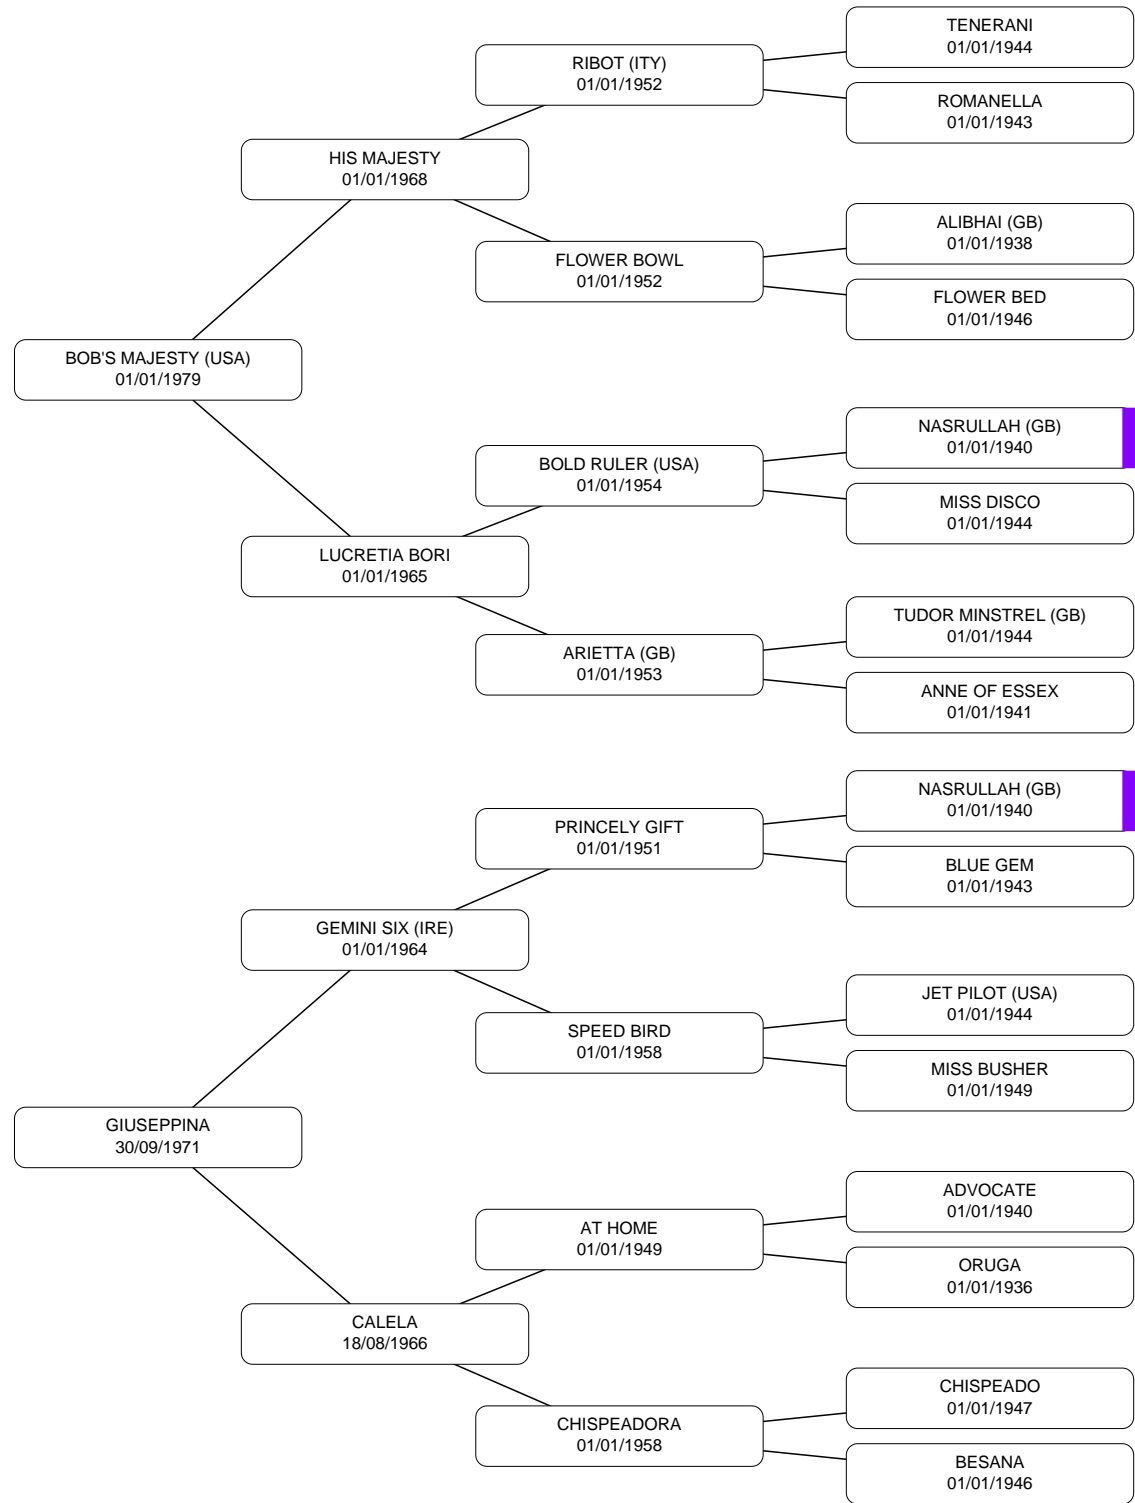 TENERANI
01/01/1944
RIBOT (ITY)
01/01/1952
ROMANELLA
01/01/1943
HIS MAJESTY
01/01/1968
ALIBHAI (GB)
01/01/1938
FLOWER BOWL
01/01/1952
FLOWER BED
01/01/1946
BOB'S MAJESTY (USA)
01/01/1979
NASRULLAH (GB)
01/01/1940
BOLD RULER (USA)
01/01/1954
MISS DISCO
01/01/1944
LUCRETIA BORI
01/01/1965
TUDOR MINSTREL (GB)
01/01/1944
ARIETTA (GB)
01/01/1953
ANNE OF ESSEX
01/01/1941
NASRULLAH (GB)
01/01/1940
PRINCELY GIFT
01/01/1951
BLUE GEM
01/01/1943
GEMINI SIX (IRE)
01/01/1964
JET PILOT (USA)
01/01/1944
SPEED BIRD
01/01/1958
MISS BUSHER
01/01/1949
GIUSEPPINA
30/09/1971
ADVOCATE
01/01/1940
AT HOME
01/01/1949
ORUGA
01/01/1936
CALELA
18/08/1966
CHISPEADO
01/01/1947
CHISPEADORA
01/01/1958
BESANA
01/01/1946